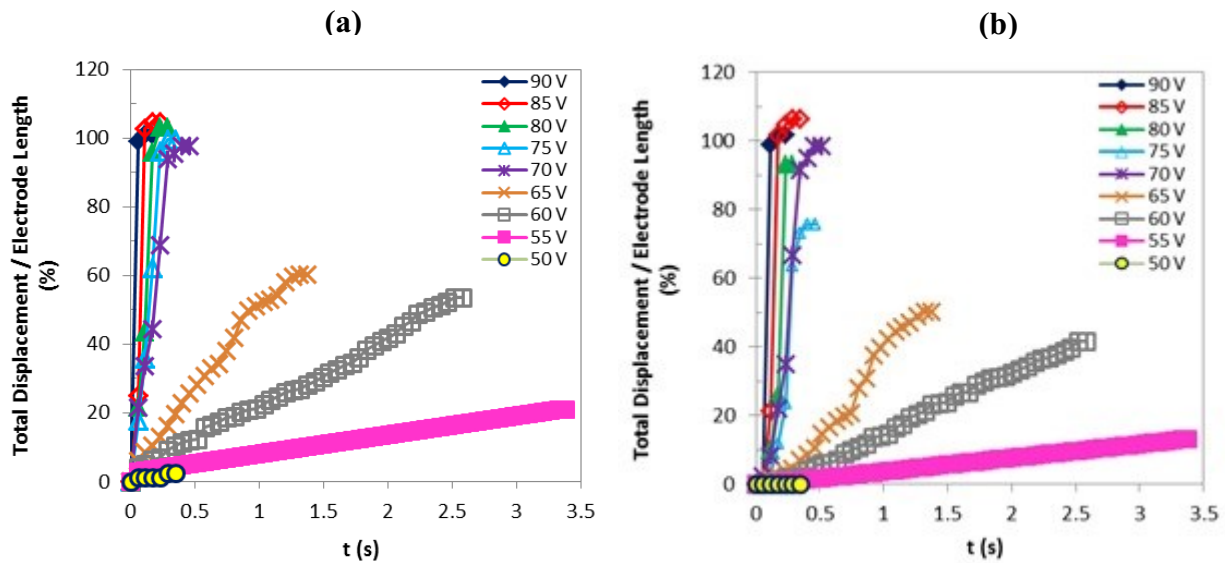 (a)
Total Displacement / Electrode Length
(%)
120
100
80
60
40
20
0
90 V
85 V
80 V
75 V
70 V
65 V
60 V
55 V
50 V
0
0.5
1
1.5
2
2.5
3
3.5
t (s)
(b)
Total Displacement / Electrode Length
(%)
120
100
80
60
40
20
0
90 V
85 V
80 V
75 V
70 V
65 V
60 V
55 V
50 V
0
0.5
1
1.5
2
2.5
3
3.5
t (s)